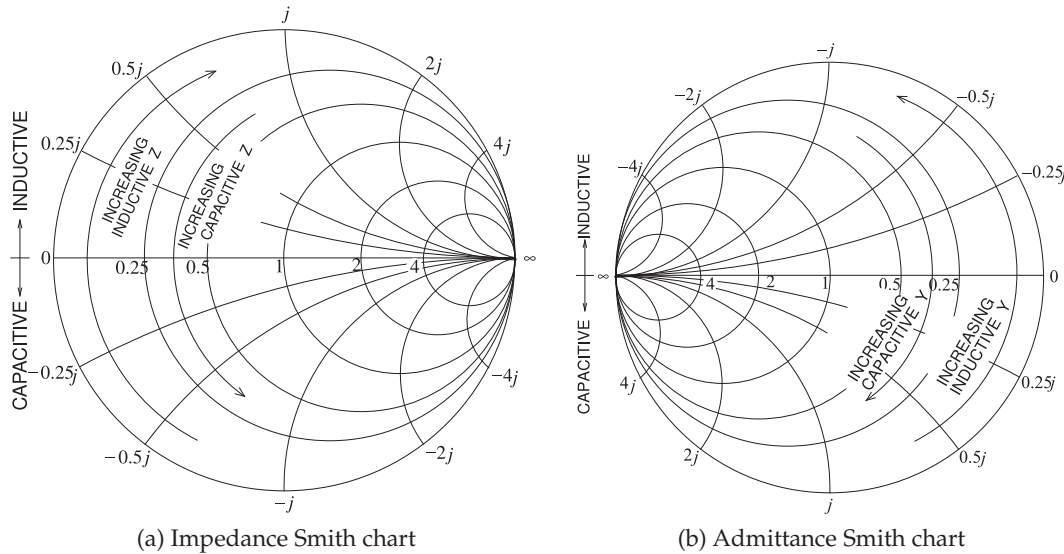 j
0.5j
2j
0.25j
4j
INCREASING
INDUCTIVE Z
INCREASING
CAPACITIVE Z
INDUCTIVE
CAPACITIVE
0
0.25
0.5
1
2
4
∞
−0.25j
−4j
−0.5j
−2j
−j
(a) Impedance Smith chart
−j
−2j
−0.5j
−4j
−0.25j
INDUCTIVE
CAPACITIVE
∞
4
2
1
0.5
0.25
0
INCREASING
CAPACITIVE Y
INCREASING
INDUCTIVE Y
4j
0.25j
2j
0.5j
j
(b) Admittance Smith chart